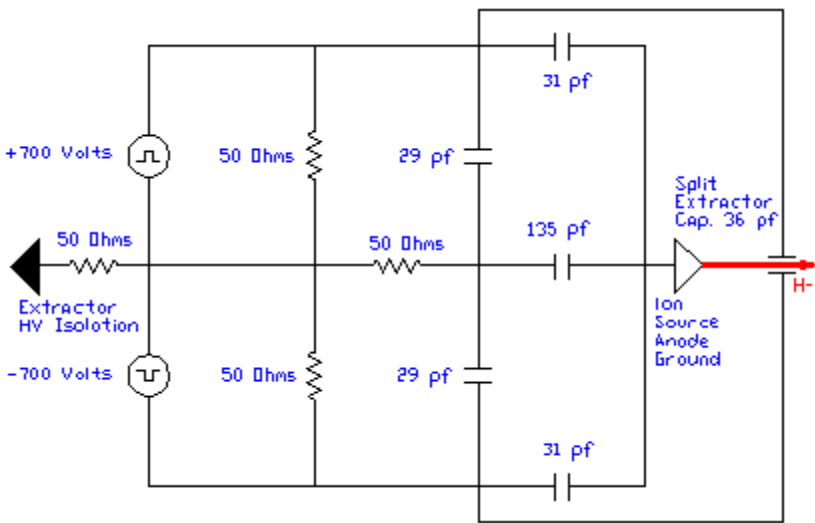 31 pf
+700 Volts
50 Ohms
29 pf
Split
Extractor
Cap. 36 pf
135 pf
50 Ohms
50 Ohms
H-
Extractor
HV Isolotion
Ion
Source
Anode
Ground
-700 Volts
50 Ohms
29 pf
31 pf